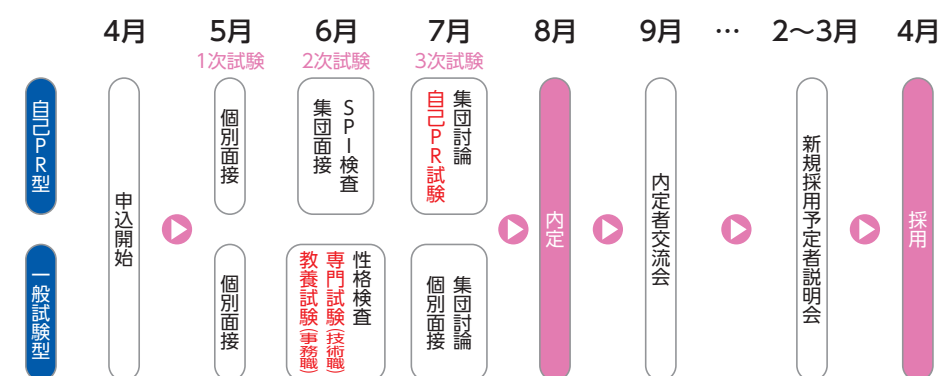 4月 5月 6月 7月 8月 9月 … 2～3月 4月
1次試験 2次試験 3次試験
自己PR型
申込開始
個別面接
SPI検査
集団面接
集団討論
自己PR試験
内定
内定者交流会
新規採用予定者説明会
採用
一般試験型
個別面接
性格検査
専門試験(技術職)
教養試験(事務職)
集団討論
個別面接